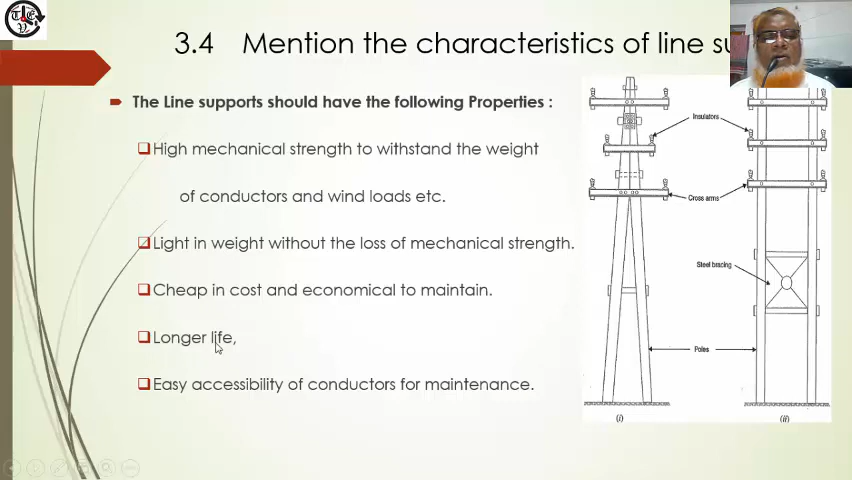 3.4 Mention the characteristics of line
The Line supports should have the following Properties :
High mechanical strength to withstand the weight
of conductors and wind loads etc.
Light in weight without the loss of mechanical strength.
Cheap in cost and economical to maintain.
Longer life,
Easy accessibility of conductors for maintenance.
Insulators
Cross arms
Steel bracing
Poles
(i)
(ii)